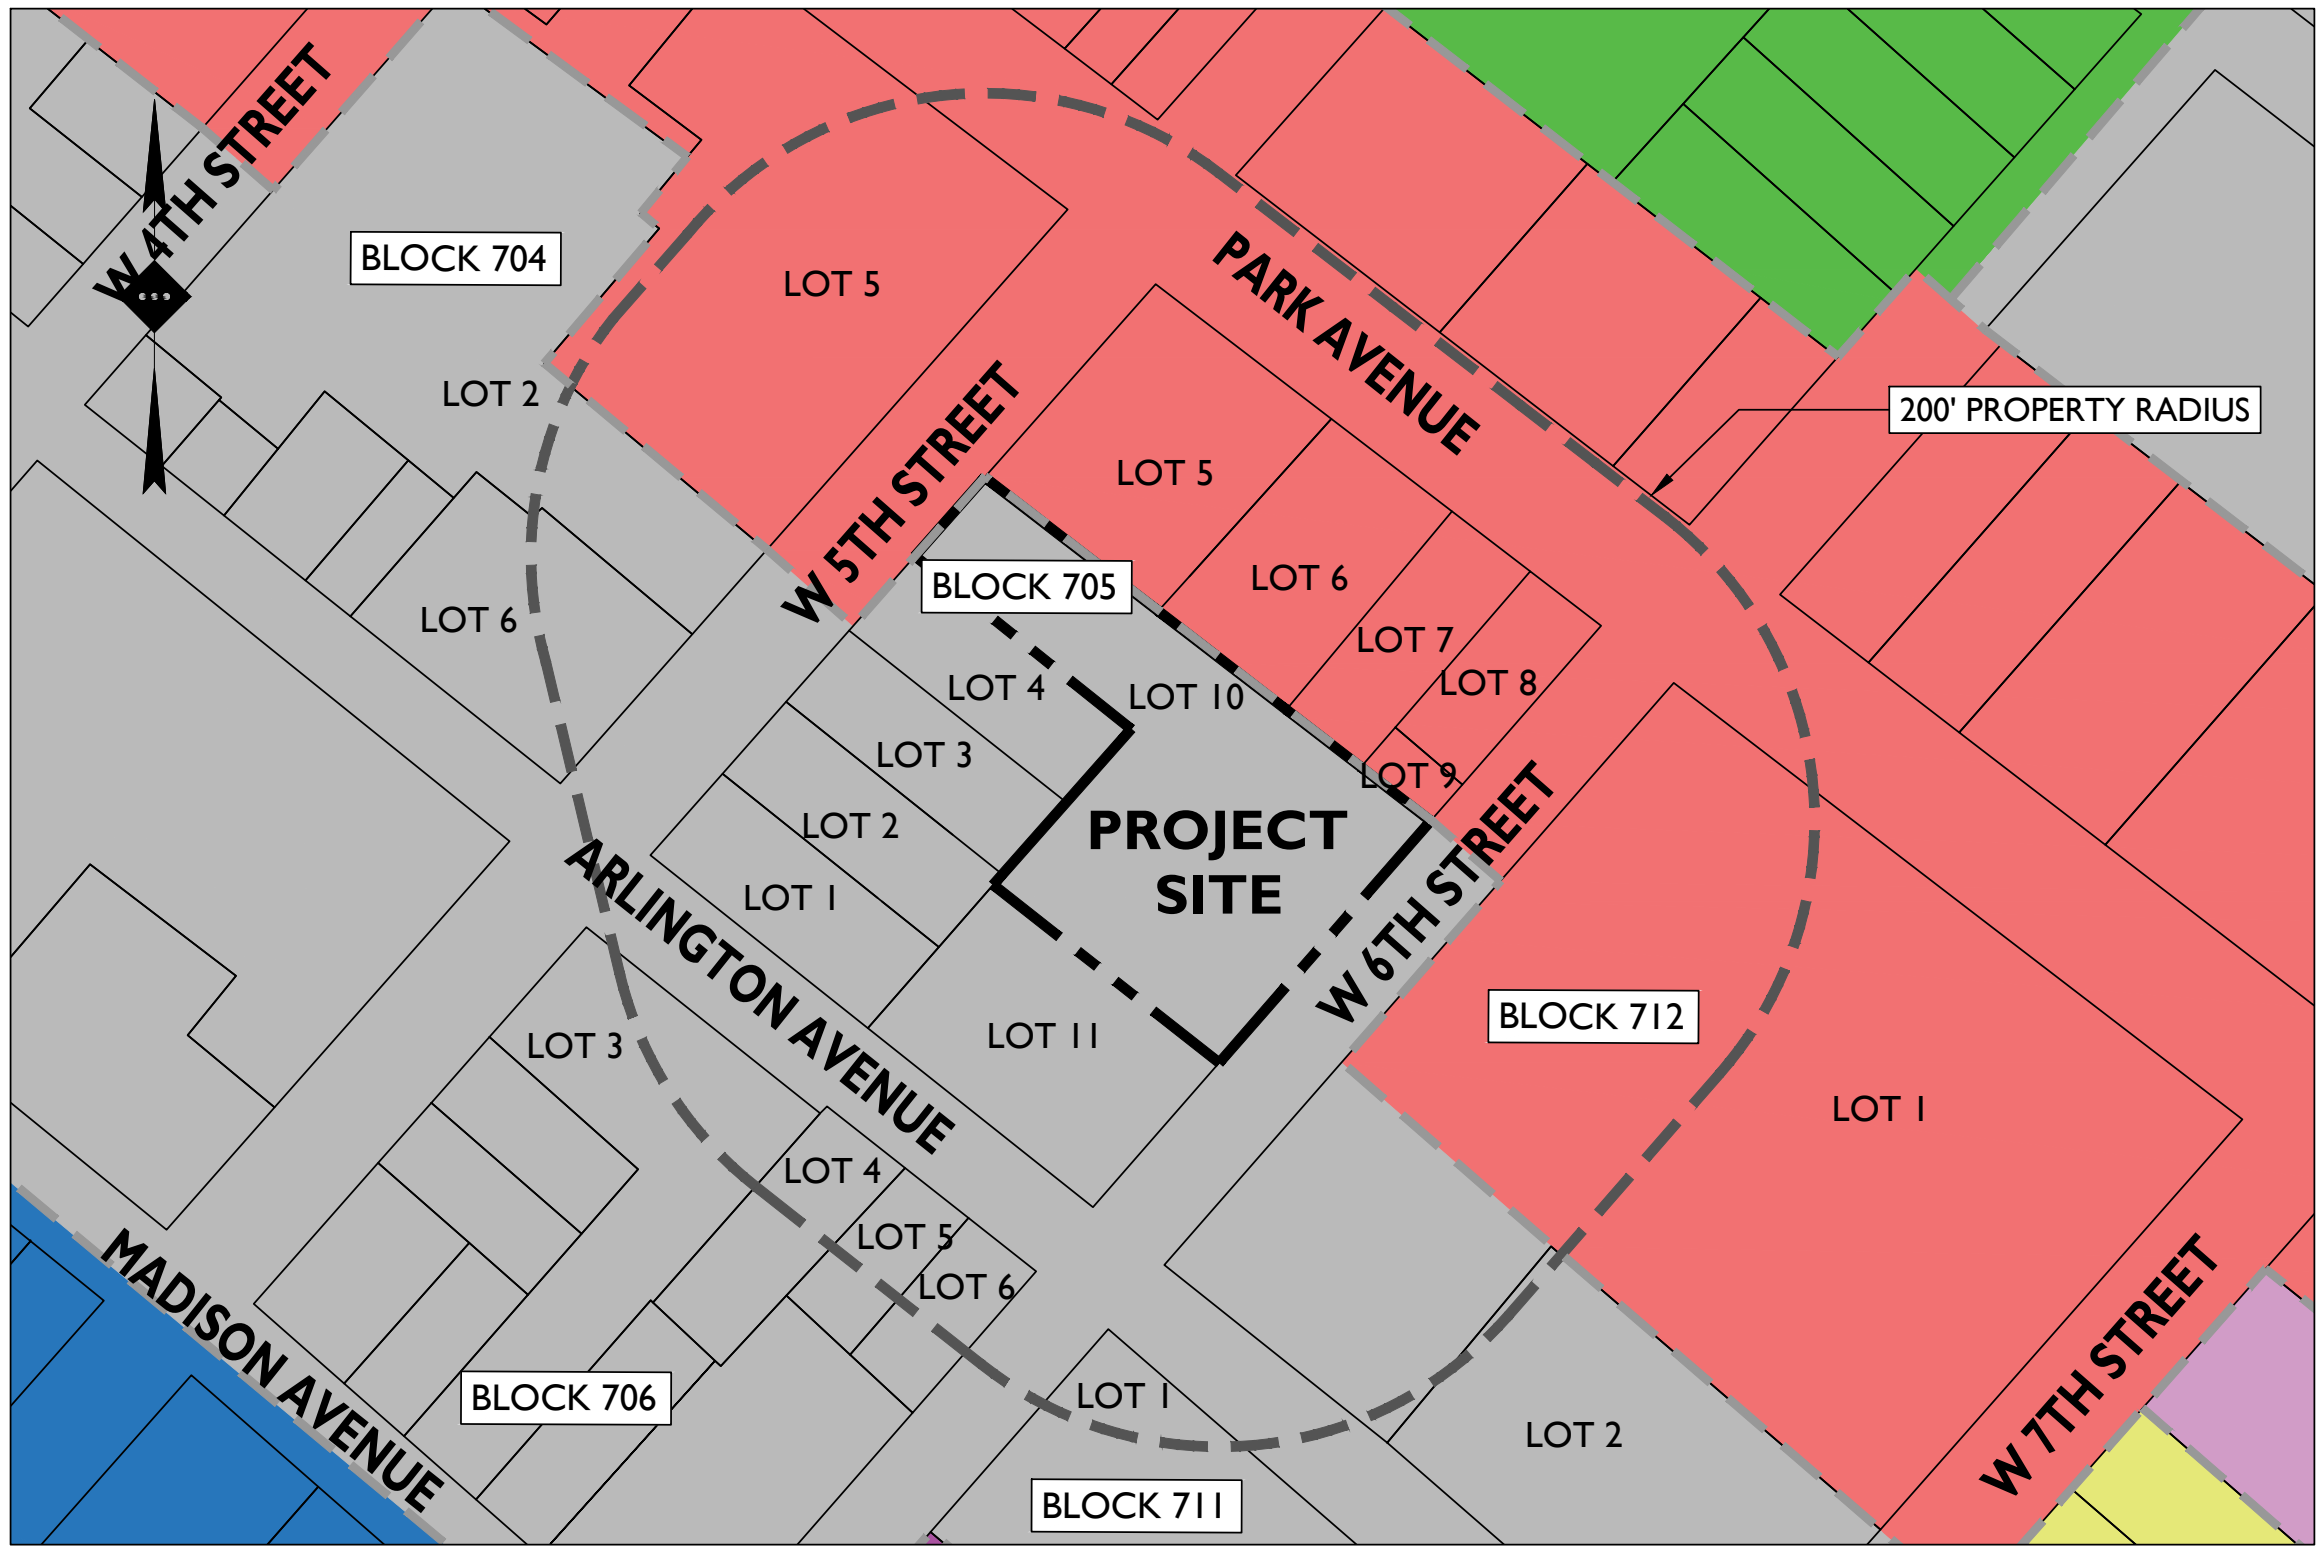 W 4TH STREET
BLOCK 704
LOT 5
PARK AVENUE
LOT 2
200' PROPERTY RADIUS
W 5TH STREET
LOT 5
BLOCK 705
LOT 6
LOT 6
LOT 7
LOT 8
LOT 4
LOT 10
LOT 3
LOT 9
LOT 2
PROJECT
SITE
LOT 1
W 6TH STREET
ARLINGTON AVENUE
BLOCK 712
LOT 11
LOT 3
LOT 1
LOT 4
LOT 5
LOT 6
MADISON AVENUE
W 7TH STREET
BLOCK 706
LOT 1
LOT 2
BLOCK 711